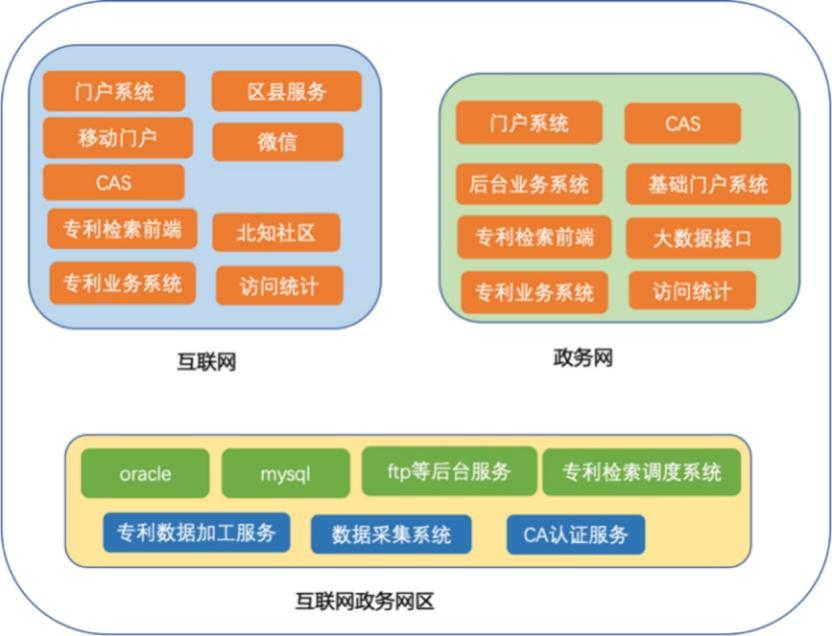 门户系统
区县服务
移动门户
微信
CAS
专利检索前端
北知社区
专利业务系统
访问统计
互联网
门户系统
CAS
后台业务系统
基础门户系统
专利检索前端
大数据接口
专利业务系统
访问统计
政务网
oracle
mysql
ftp等后台服务
专利检索调度系统
专利数据加工服务
数据采集系统
CA认证服务
互联网政务网区